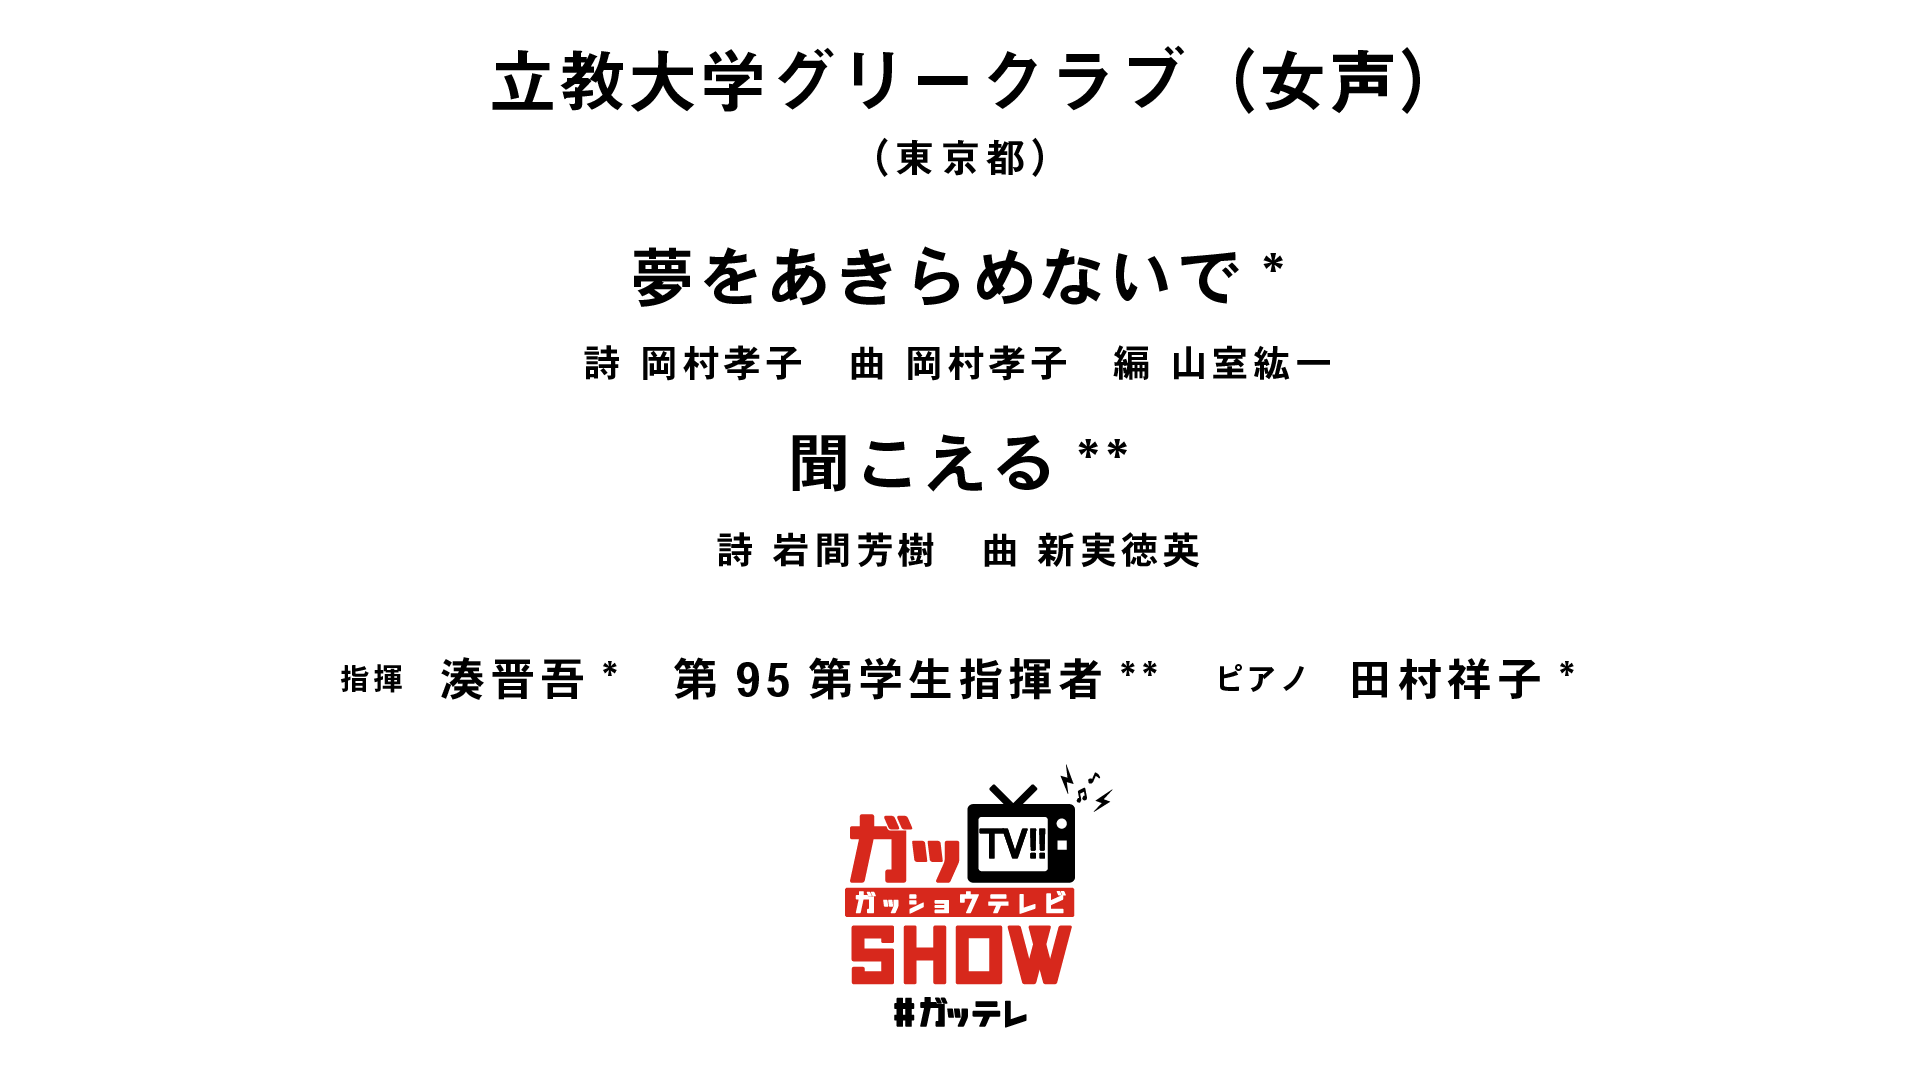 立教大学グリークラブ（女声）
（東京都）
夢をあきらめないで *
詩 岡村孝子　曲 岡村孝子　編 山室紘一
聞こえる **
詩 岩間芳樹　曲 新実徳英
指揮　湊晋吾 *　第 95 第学生指揮者 **　ピアノ　田村祥子 *
ガッ TV!!
ガッショウテレビ
SHOW
#ガッテレ